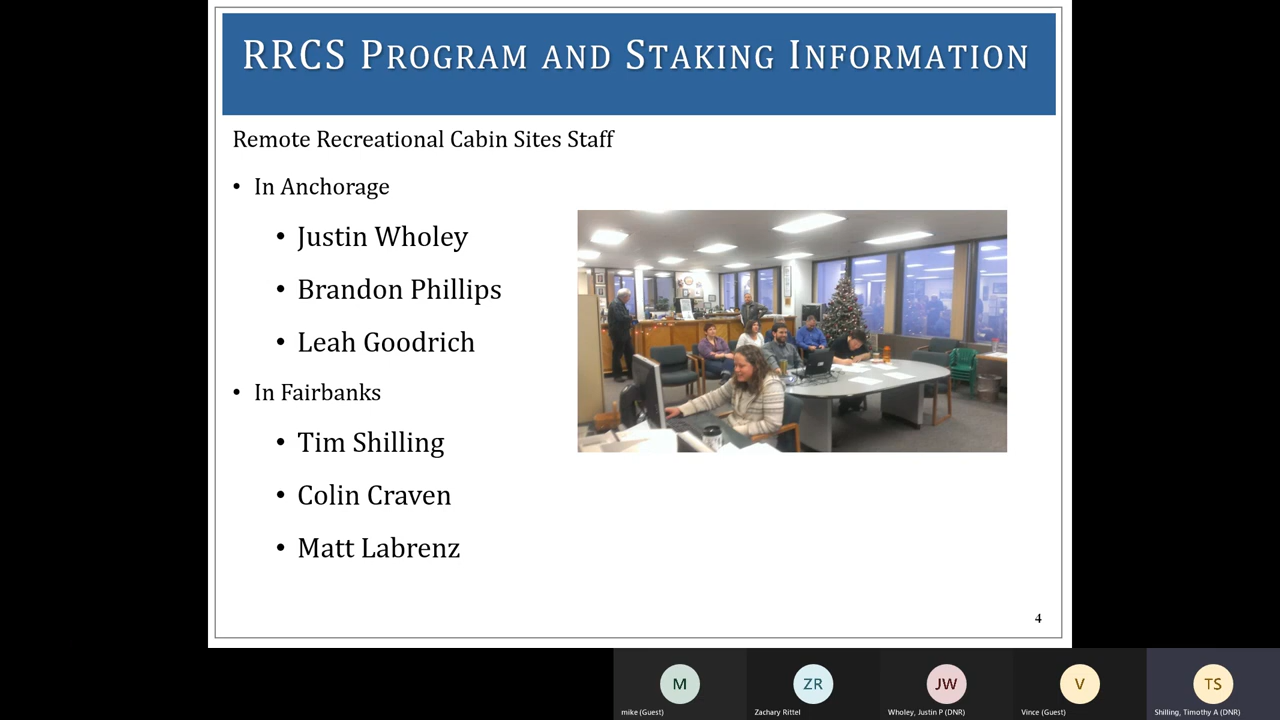 RRCS PROGRAM AND STAKING INFORMATION
Remote Recreational Cabin Sites Staff
• In Anchorage
• Justin Wholey
• Brandon Phillips
• Leah Goodrich
• In Fairbanks
• Tim Shilling
• Colin Craven
• Matt Labrenz
4
M
ZR
JW
V
TS
mike (Guest)
Zachary Rittel
Wholey, Justin P (DNR)
Vince (Guest)
Shilling, Timothy A (DNR)